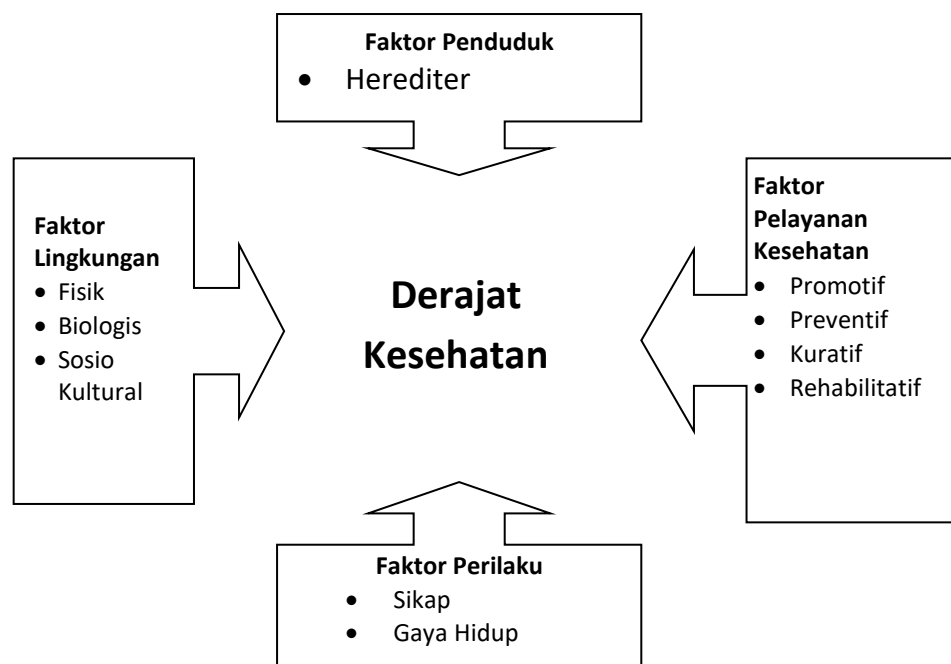 Faktor Penduduk
• Herediter
Faktor
Lingkungan
• Fisik
• Biologis
• Sosio
Kultural
Derajat
Kesehatan
Faktor
Pelayanan
Kesehatan
• Promotif
• Preventif
• Kuratif
• Rehabilitatif
Faktor Perilaku
• Sikap
• Gaya Hidup